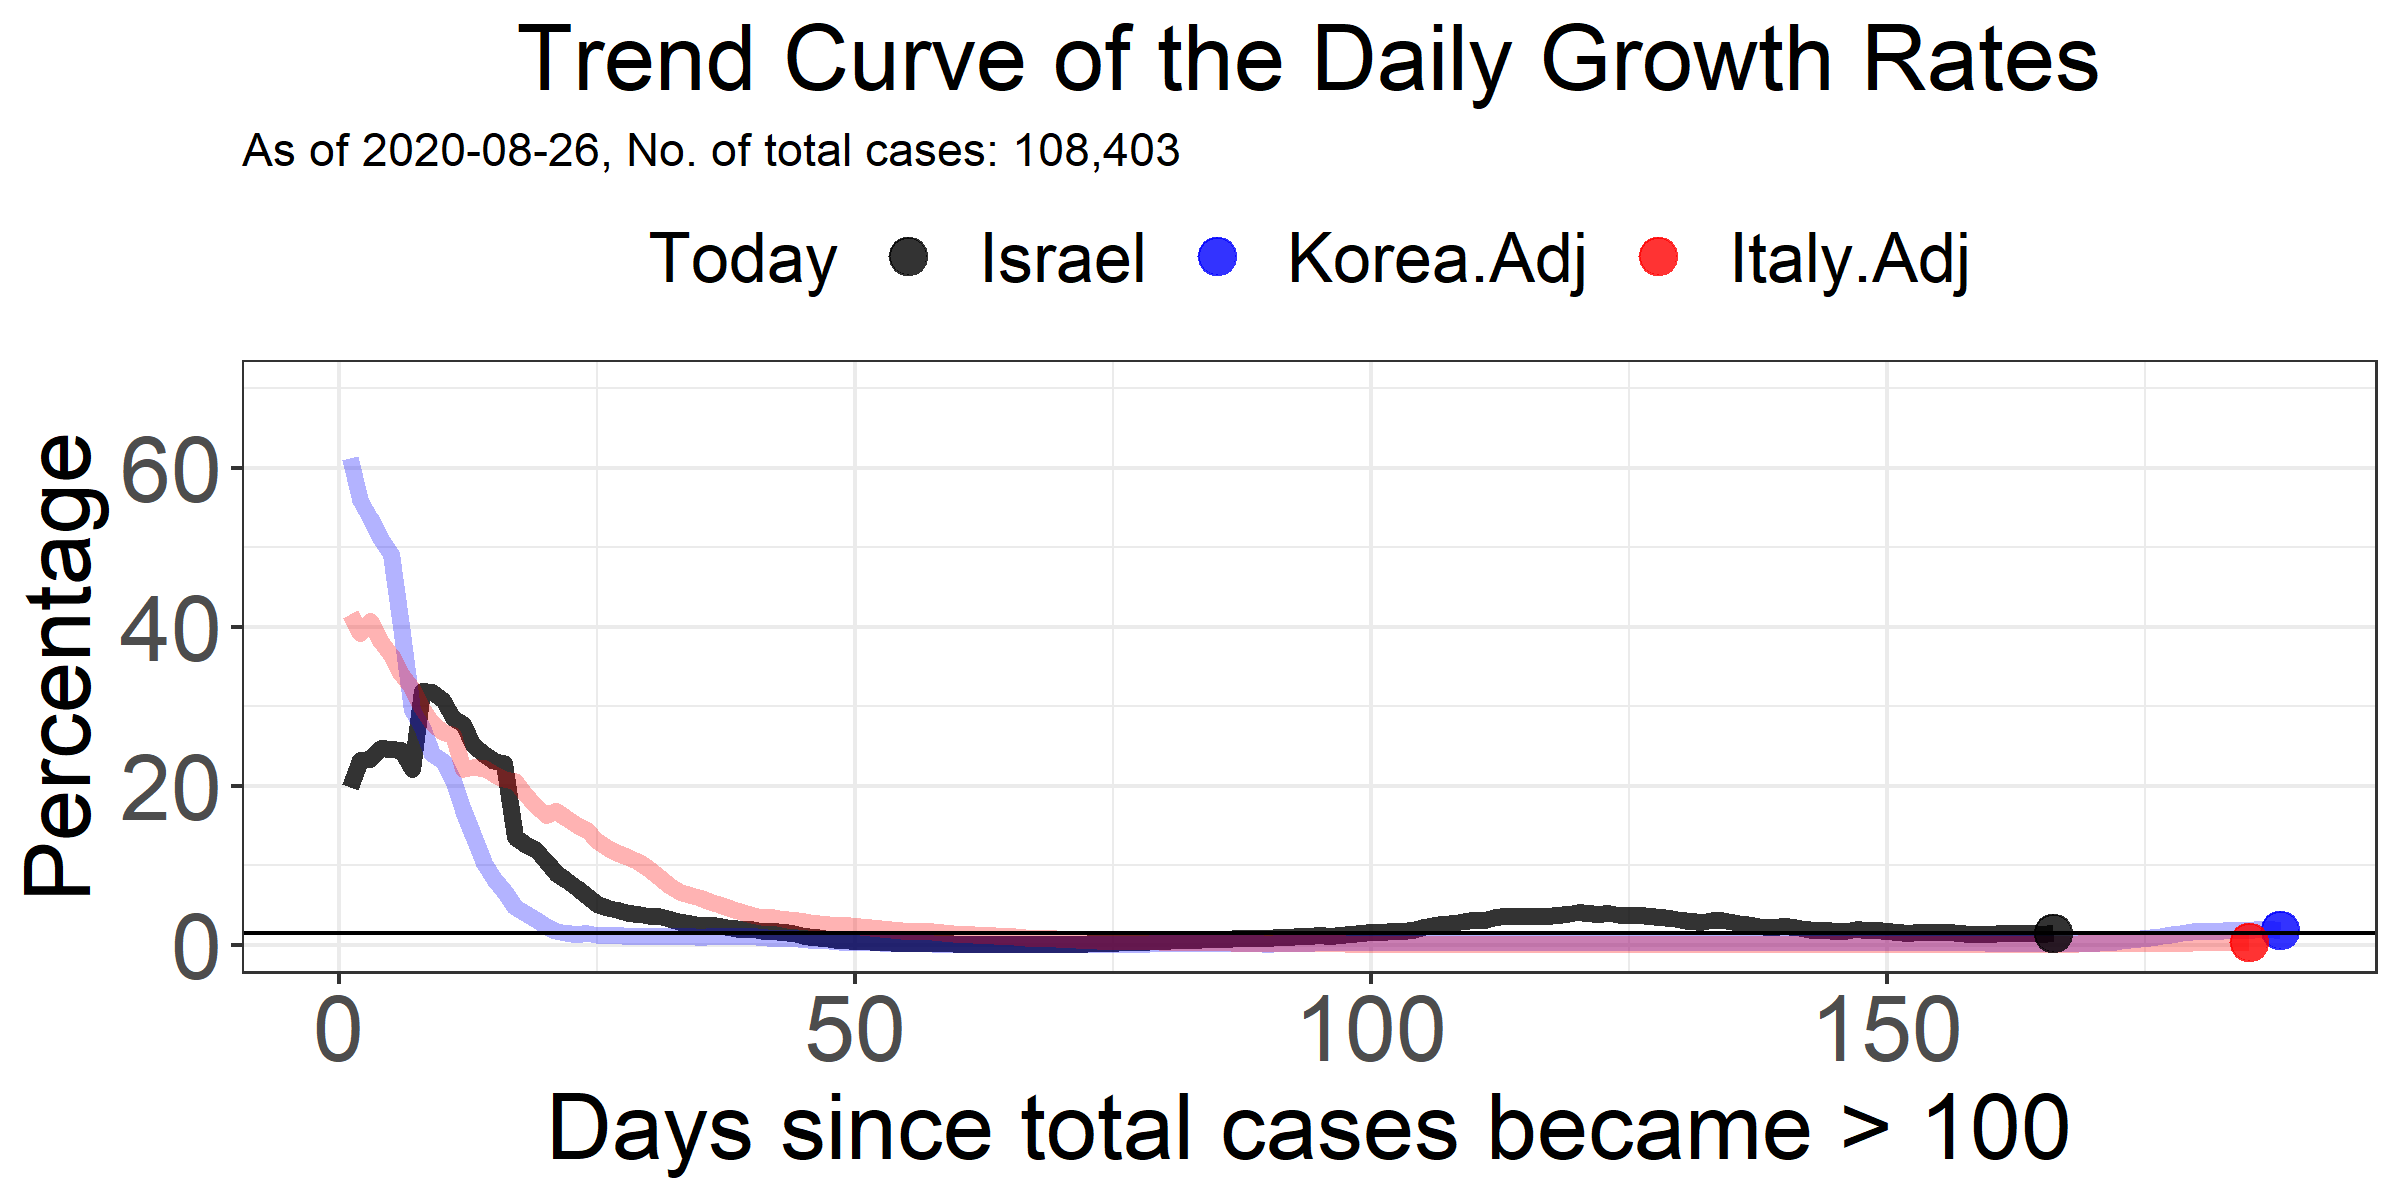 Trend Curve of the Daily Growth Rates
As of 2020-08-26, No. of total cases: 108,403
Today Israel Korea.Adj Italy.Adj
Percentage
60
40
20
0
0 50 100 150
Days since total cases became > 100